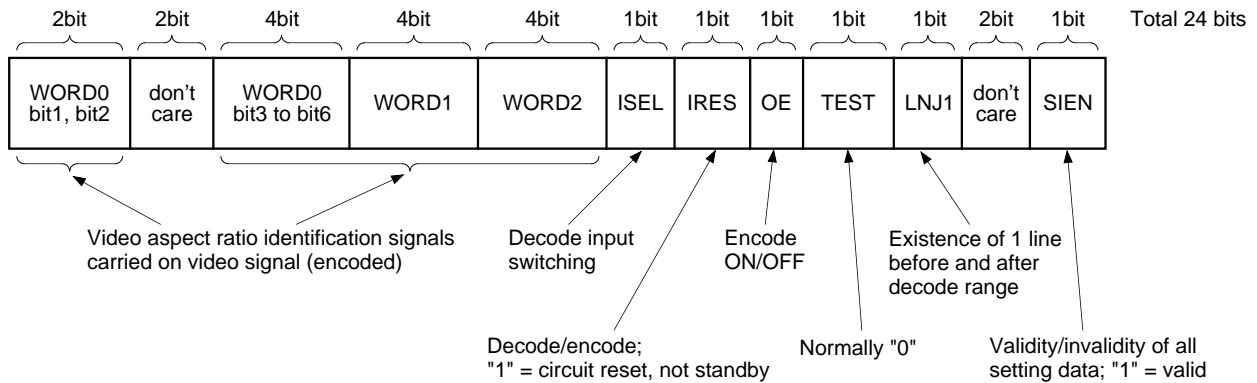 2bit 2bit 4bit 4bit 4bit 1bit 1bit 1bit 1bit 1bit 2bit 1bit Total 24 bits
WORD0
bit1, bit2
don't
care
WORD0
bit3 to bit6
WORD1
WORD2
ISEL
IRES
OE
TEST
LNJ1
don't
care
SIEN
Video aspect ratio identification signals
carried on video signal (encoded)
Decode input
switching
Encode
ON/OFF
Existence of 1 line
before and after
decode range
Decode/encode;
"1" = circuit reset, not standby
Normally "0"
Validity/invalidity of all
setting data; "1" = valid